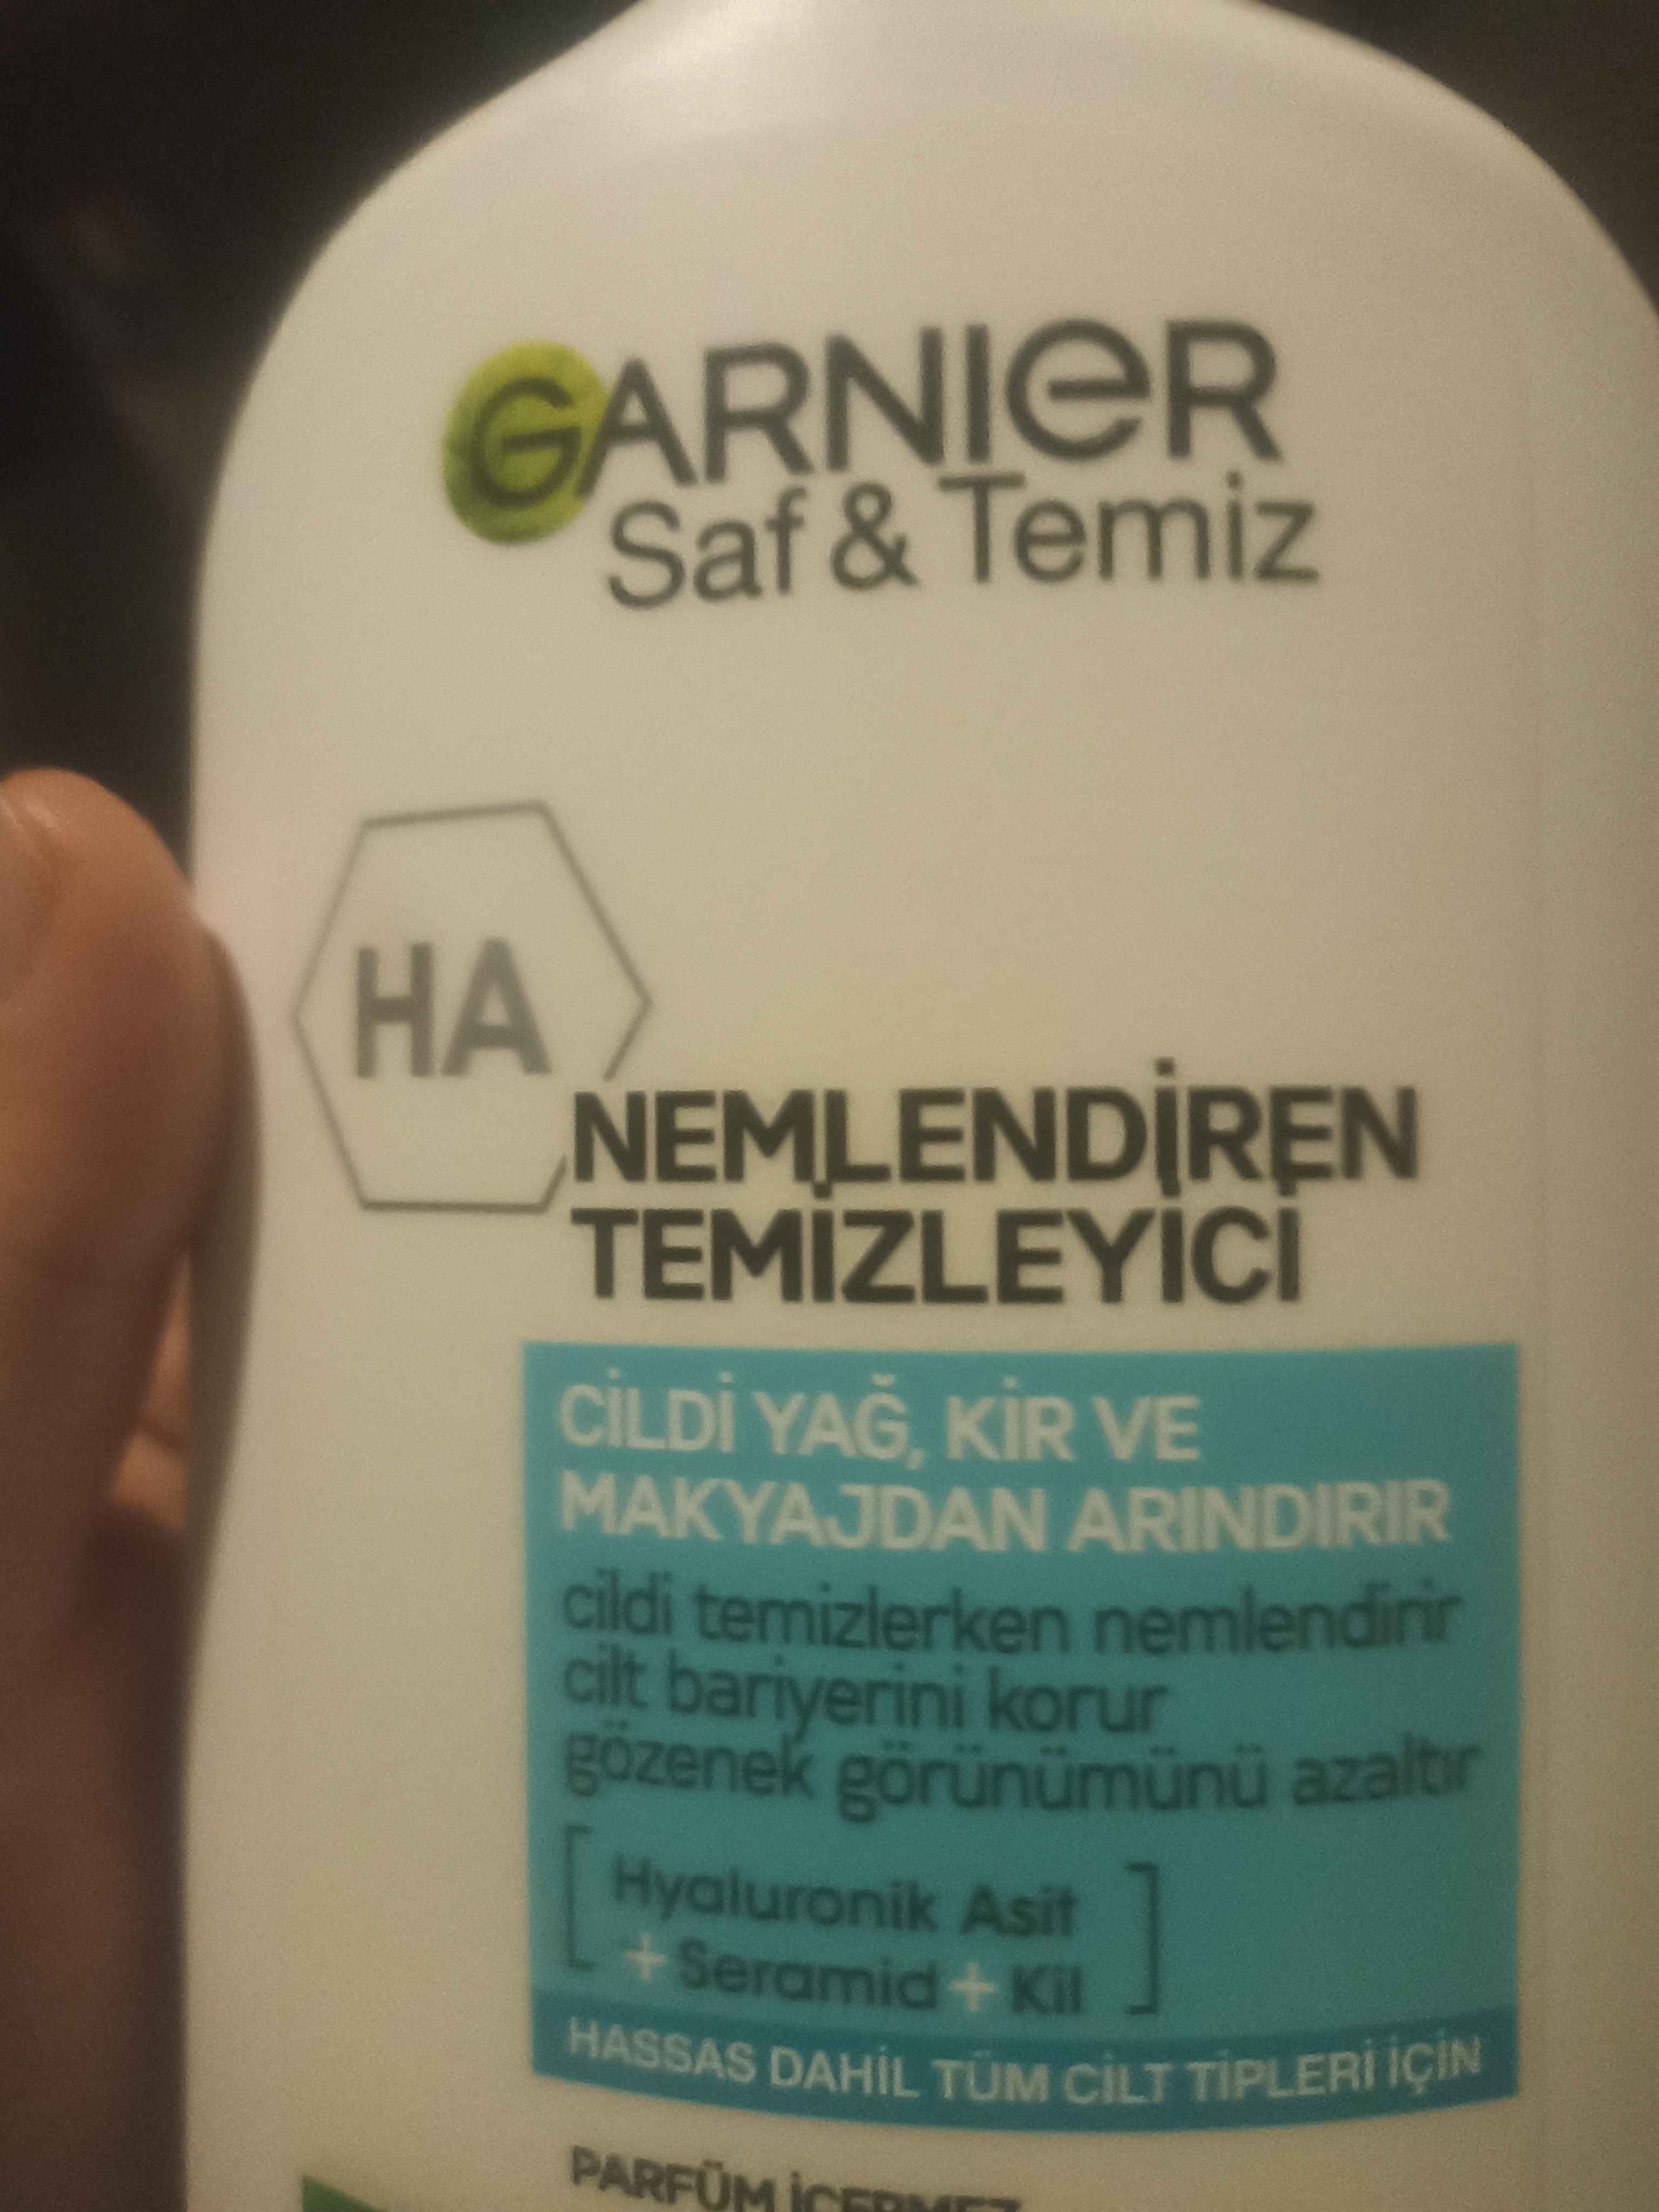 GARNIER
Saf & Temiz
HA
NEMLENDİREN
TEMİZLEYİCİ
CİLDİ YAĞ, KİR VE
MAKYAJDAN ARINDIRIR
cildi temizlerken nemlendirir
cilt bariyerini korur
gözenek görünümünü azaltır
[ Hyaluronik Asit
+ Seramid + Kil ]
HASSAS DAHİL TÜM CİLT TİPLERİ İÇİN
PARFÜM İÇERMEZ